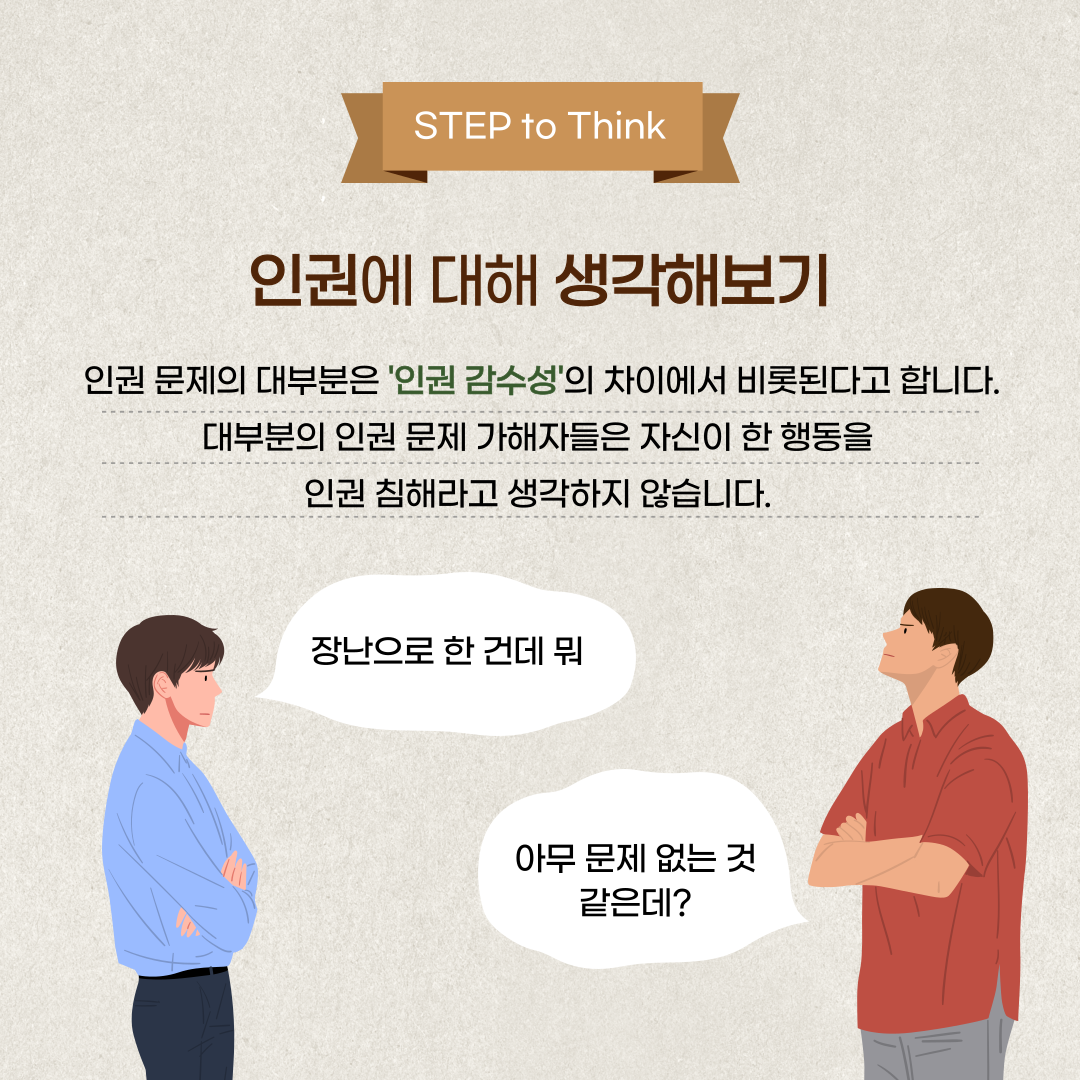 STEP to Think
인권에 대해 생각해보기
인권 문제의 대부분은 '인권 감수성'의 차이에서 비롯된다고 합니다.
대부분의 인권 문제 가해자들은 자신이 한 행동을
인권 침해라고 생각하지 않습니다.
장난으로 한 건데 뭐
아무 문제 없는 것
같은데?